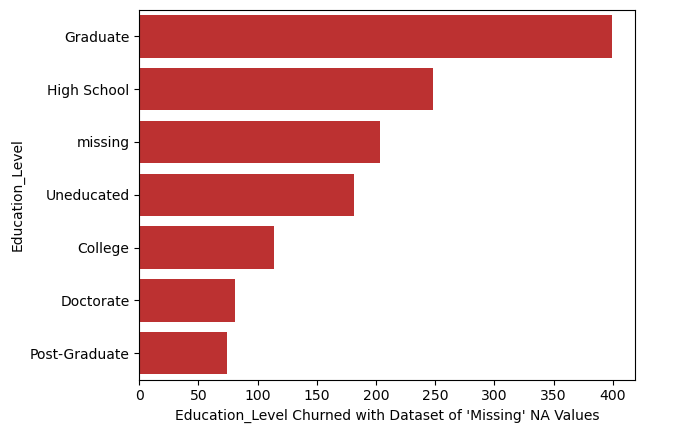 Graduate
High School
missing
Uneducated
College
Doctorate
Post-Graduate
Education_Level
0 50 100 150 200 250 300 350 400
Education_Level Churned with Dataset of 'Missing' NA Values